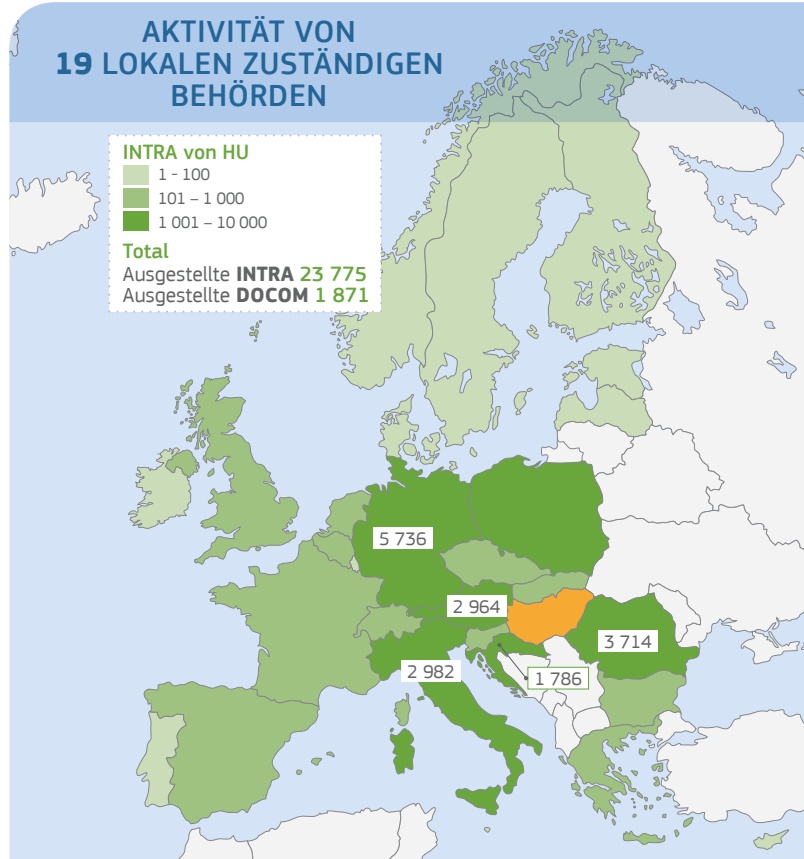 AKTIVITÄT VON
19 LOKALEN ZUSTÄNDIGEN
BEHÖRDEN
INTRA von HU
1 - 100
101 – 1 000
1 001 – 10 000
Total
Ausgestellte INTRA 23 775
Ausgestellte DOCOM 1 871
5 736
2 964
3 714
2 982
1 786